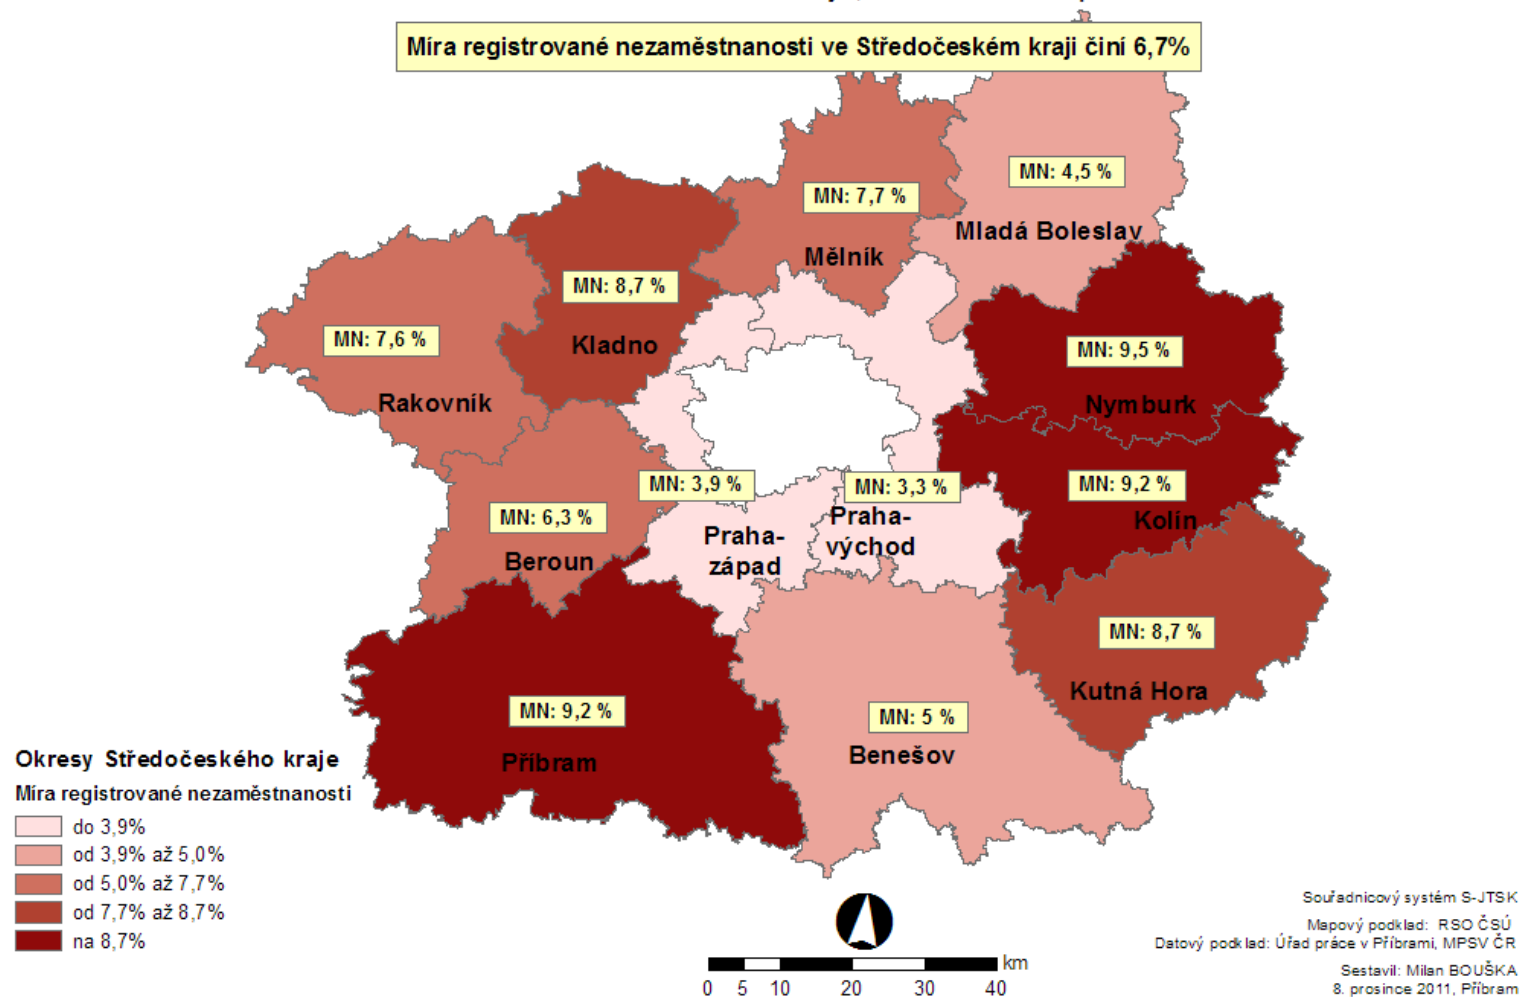 Míra registrované nezaměstnanosti ve Středočeském kraji činí 6,7%
MN: 4,5 %
Mladá Boleslav
MN: 7,7 %
Mělník
MN: 8,7 %
Kladno
MN: 7,6 %
Rakovník
MN: 9,5 %
Nymburk
MN: 9,2 %
Kolín
MN: 3,9 %
Praha-
západ
MN: 3,3 %
Praha-
východ
MN: 6,3 %
Beroun
MN: 8,7 %
Kutná Hora
MN: 9,2 %
Příbram
MN: 5 %
Benešov
Okresy Středočeského kraje
Míra registrované nezaměstnanosti
do 3,9%
od 3,9% až 5,0%
od 5,0% až 7,7%
od 7,7% až 8,7%
na 8,7%
km
0 5 10 20 30 40
Souřadnicový systém S-JTSK
Mapový podklad: RSO ČSÚ
Datový podklad: Úřad práce v Příbrami, MPSV ČR
Sestavil: Milan BOUŠKA
8. prosince 2011, Příbram